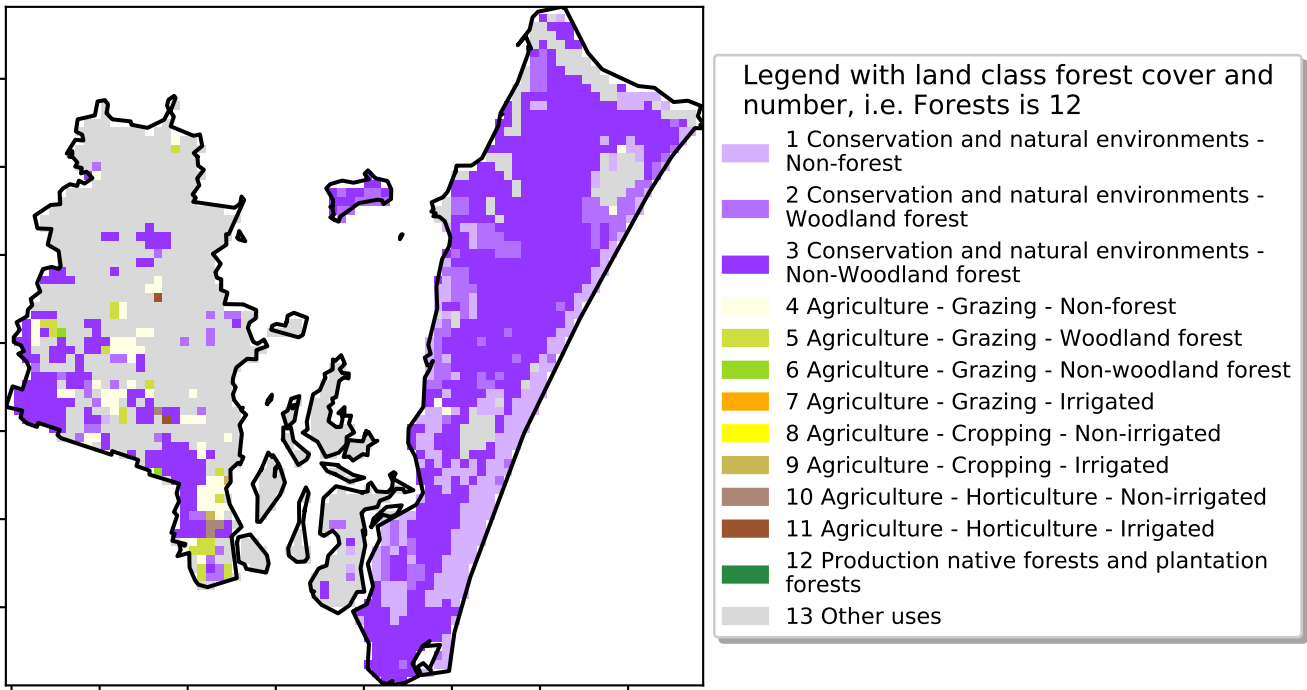 Legend with land class forest cover and
number, i.e. Forests is 12
1 Conservation and natural environments -
Non-forest
2 Conservation and natural environments -
Woodland forest
3 Conservation and natural environments -
Non-Woodland forest
4 Agriculture - Grazing - Non-forest
5 Agriculture - Grazing - Woodland forest
6 Agriculture - Grazing - Non-woodland forest
7 Agriculture - Grazing - Irrigated
8 Agriculture - Cropping - Non-irrigated
9 Agriculture - Cropping - Irrigated
10 Agriculture - Horticulture - Non-irrigated
11 Agriculture - Horticulture - Irrigated
12 Production native forests and plantation
forests
13 Other uses